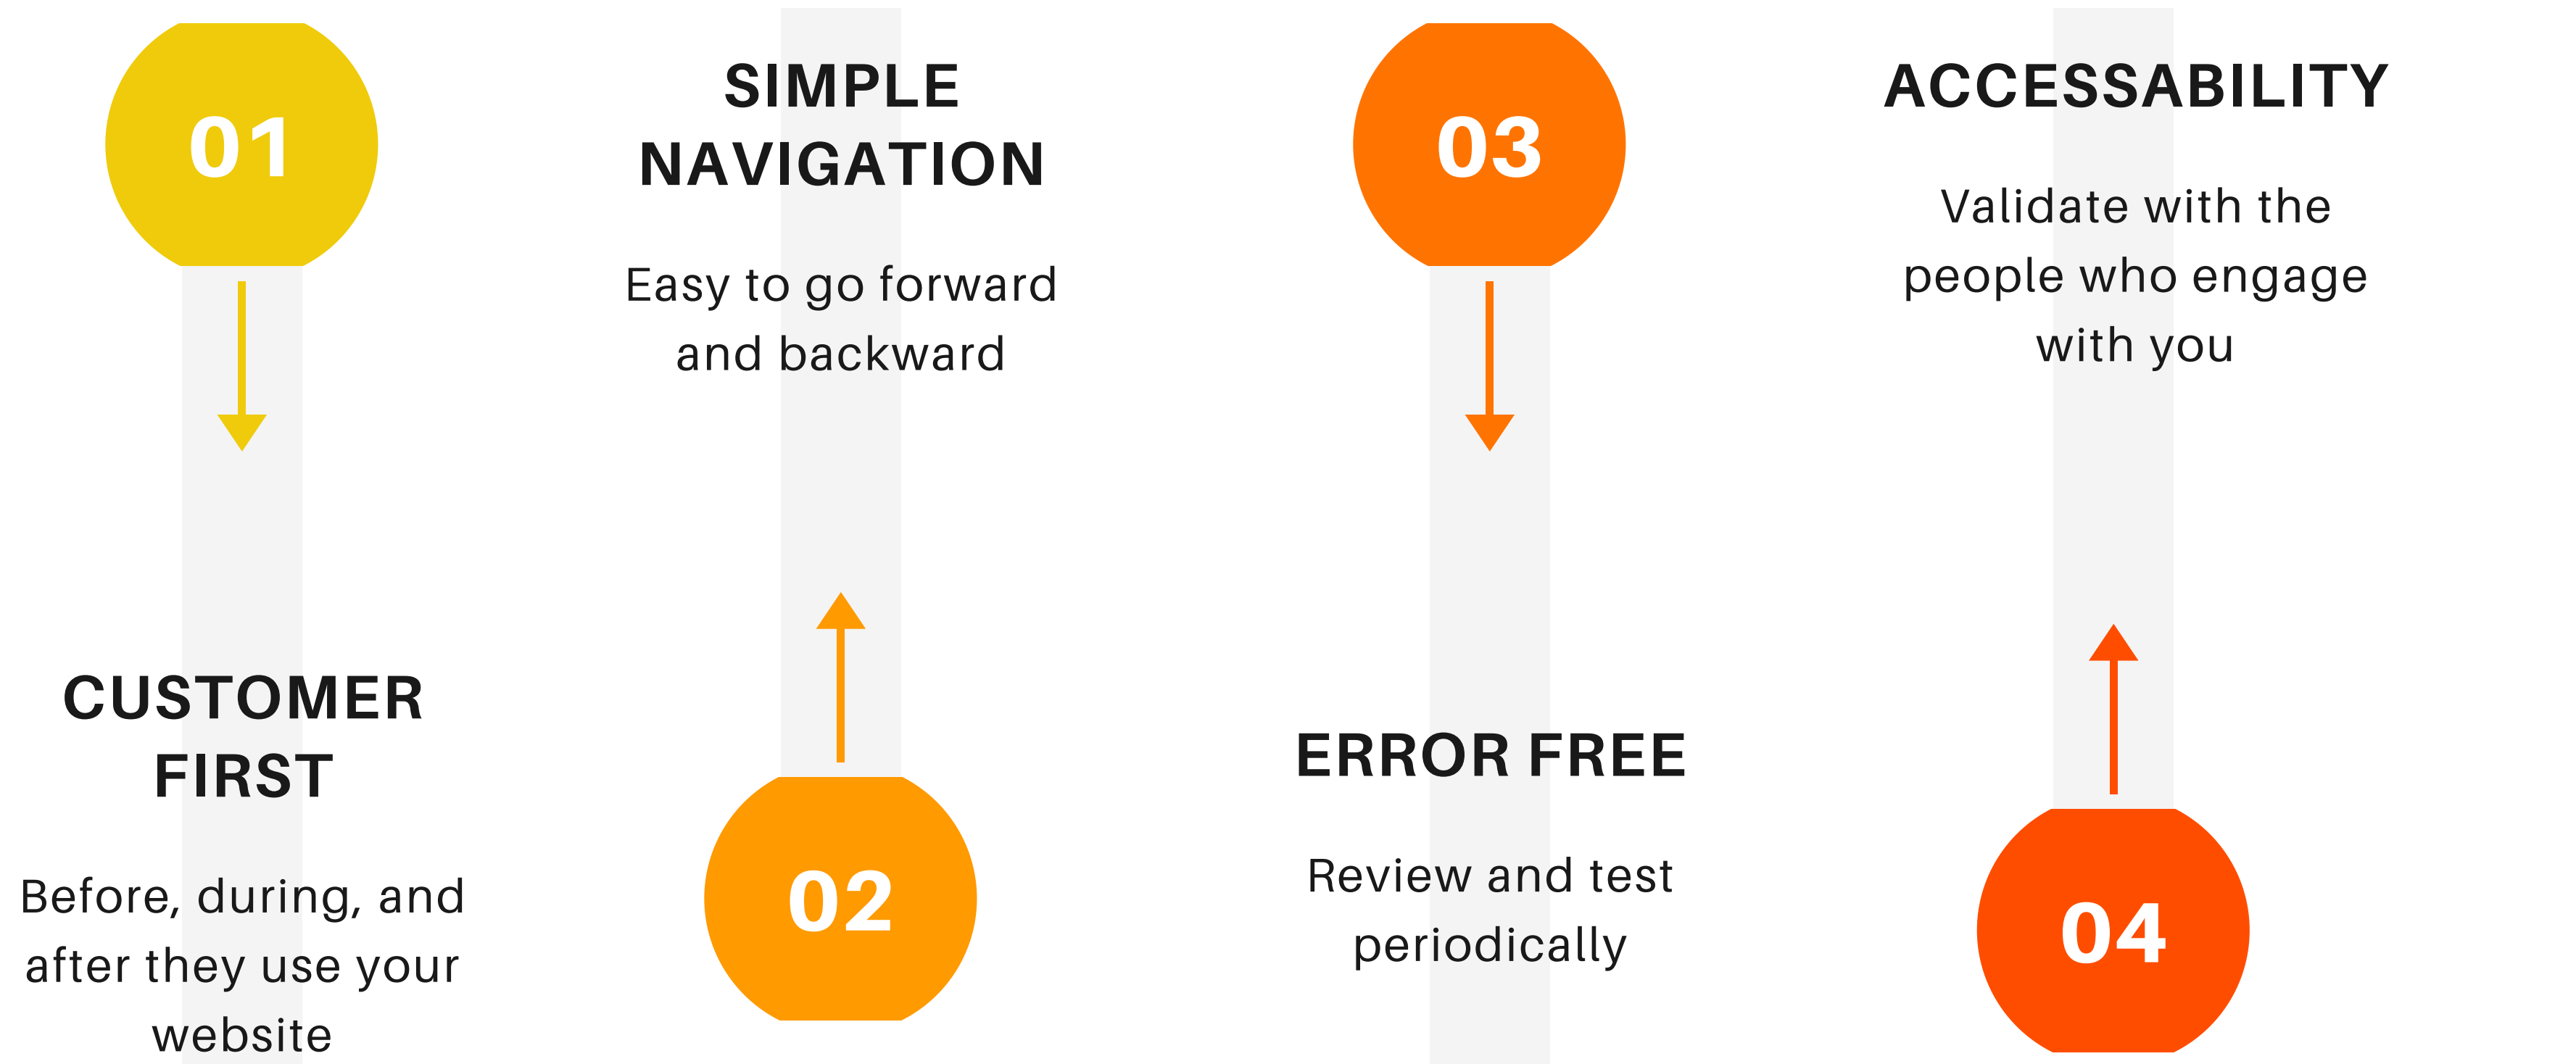 01
CUSTOMER
FIRST
Before, during, and
after they use your
website
SIMPLE
NAVIGATION
Easy to go forward
and backward
02
03
ERROR FREE
Review and test
periodically
ACCESSABILITY
Validate with the
people who engage
with you
04